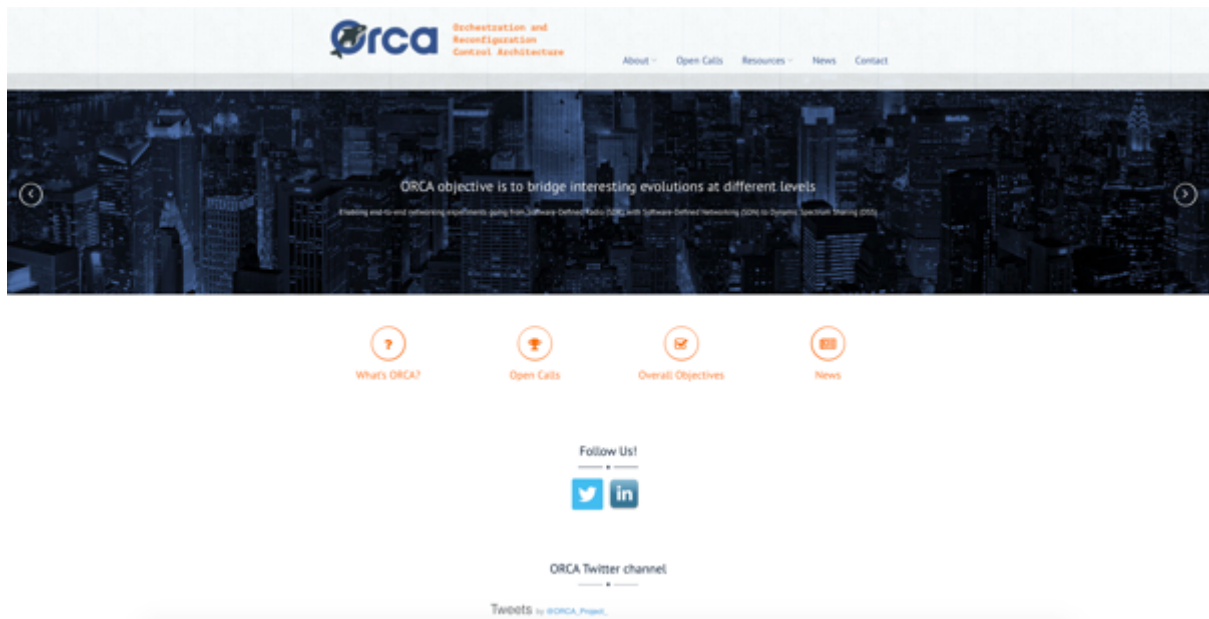 Orca
Orchestration and
Reconfiguration
Control Architecture
About
Open Calls
Resources
News
Contact
ORCA objective is to bridge interesting evolutions at different levels
Enabling end-to-end networking experiments going from Software-Defined Radio (SDR), with Software-Defined Networking (SDN) to Dynamic Spectrum Sharing (DSS)
What's ORCA?
Open Calls
Overall Objectives
News
Follow Us!
in
ORCA Twitter channel
Tweets by @ORCA_Project_